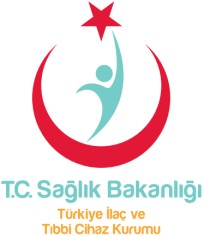 T.C. Sağlık Bakanlığı
Türkiye İlaç ve
Tıbbi Cihaz Kurumu